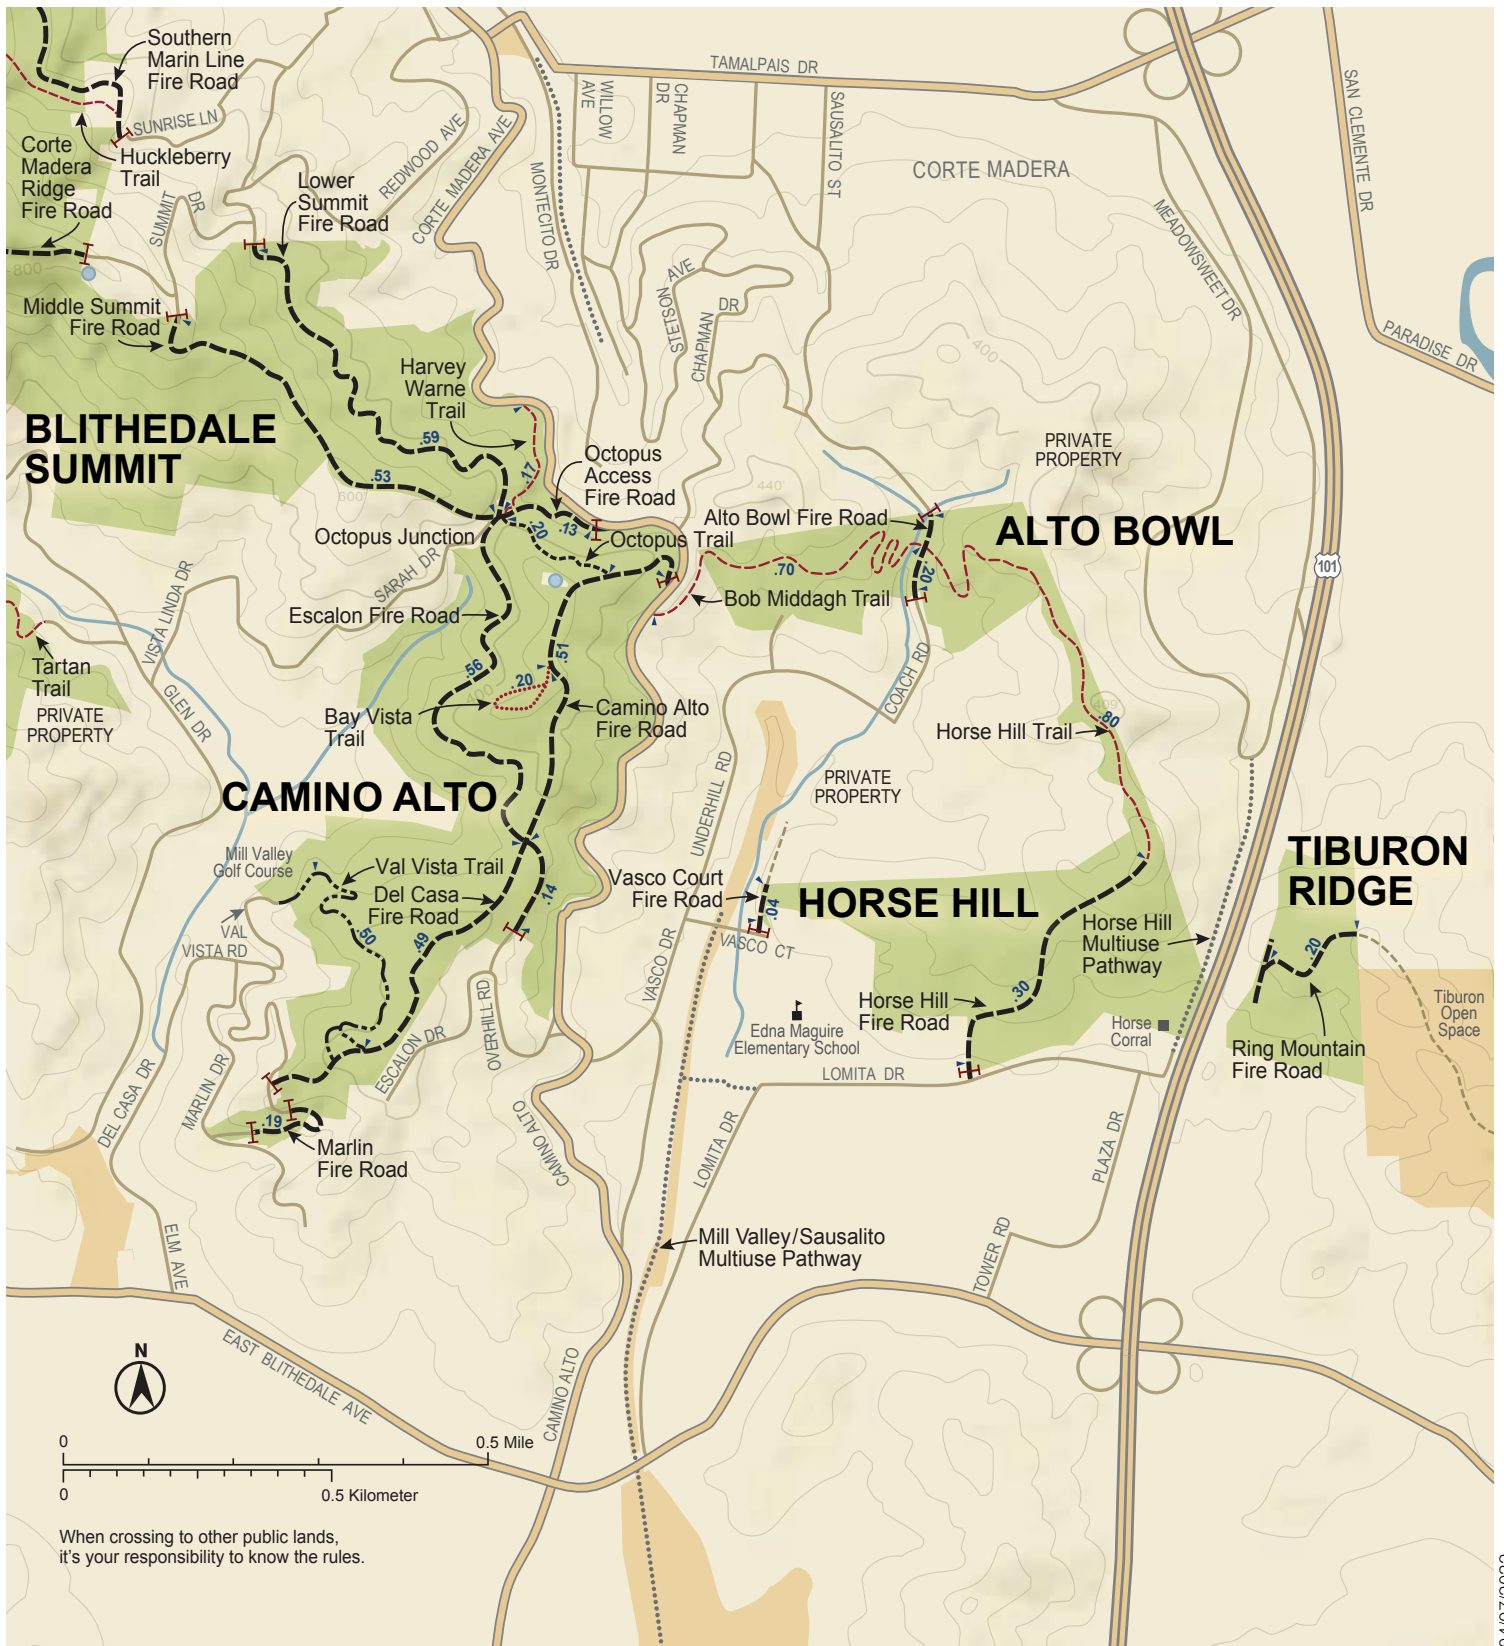 Southern
Marin Line
Fire Road
SUNRISE LN
Huckleberry
Trail
Corte
Madera
Ridge
Fire Road
SUMMIT DR
Lower
Summit
Fire Road
REDWOOD AVE
CORTE MADERA AVE
MONTECITO DR
TAMALPAIS DR
WILLOW
AVE
CHAPMAN
DR
SAUSALITO ST
CORTE MADERA
SAN CLEMENTE DR
MEADOWSWEET DR
PARADISE DR
800
Middle Summit
Fire Road
STETSON AVE
CHAPMAN DR
400
Harvey
Warne
Trail
BLITHEDALE
SUMMIT
.59
.53
.17
600'
Octopus
Access
Fire Road
440'
PRIVATE
PROPERTY
Octopus Junction
.20
.13
Octopus Trail
Alto Bowl Fire Road
ALTO BOWL
101
SARAH DR
.70
.20
Bob Middagh Trail
Escalon Fire Road
VISTA LINDA DR
Tartan
Trail
PRIVATE
PROPERTY
GLEN DR
.56
.51
.20
400
Bay Vista
Trail
Camino Alto
Fire Road
COACH RD
409'
.80
Horse Hill Trail
UNDERHILL RD
PRIVATE
PROPERTY
CAMINO ALTO
Mill Valley
Golf Course
Val Vista Trail
Del Casa
Fire Road
.14
Vasco Court
Fire Road
.04
HORSE HILL
TIBURON
RIDGE
VAL
VISTA RD
.50
.49
VASCO DR
VASCO CT
Horse Hill
Multiuse
Pathway
.20
OVERHILL RD
ESCALON DR
Horse Hill
Fire Road
.30
Edna Maguire
Elementary School
Horse
Corral
Tiburon
Open
Space
Ring Mountain
Fire Road
LOMITA DR
DEL CASA DR
MARLIN DR
.19
Marlin
Fire Road
CAMINO ALTO
LOMITA DR
PLAZA DR
ELM AVE
Mill Valley/Sausalito
Multiuse Pathway
TOWER RD
EAST BLITHEDALE AVE
CAMINO ALTO
N
0
0.5 Mile
0
0.5 Kilometer
When crossing to other public lands,
it's your responsibility to know the rules.